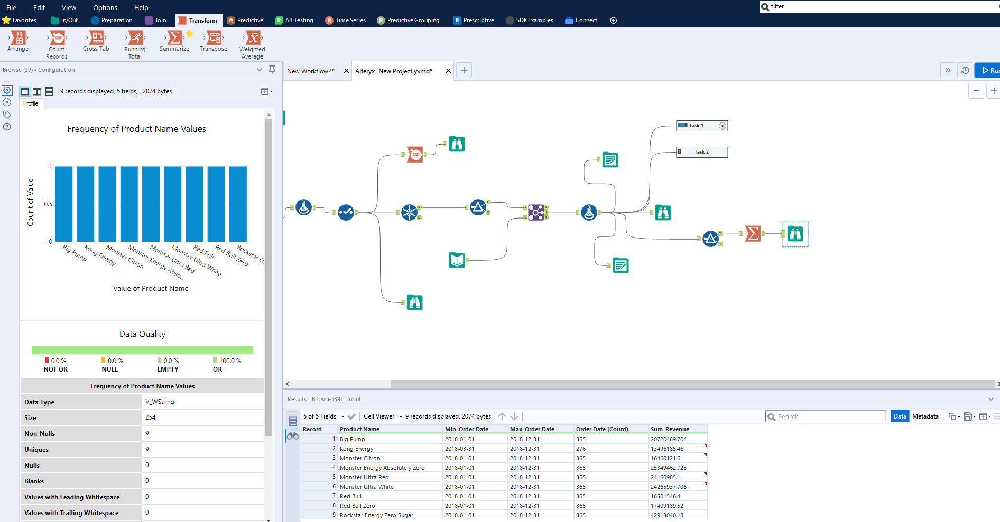 File Edit View Options Help
filter
Favorites In/Out Preparation Join Transform Predictive AB Testing Time Series Predictive Grouping Prescriptive SDK Examples Connect
Arrange Count Records Cross Tab Running Total Summarize Transpose Weighted Average
Browse (39) - Configuration
New Workflow2* Alteryx New Project.yxmd*
Run
9 records displayed, 5 fields, , 2074 bytes
Profile
Frequency of Product Name Values
Count of Value
1
0.5
0
Big Pump
Kong Energy
Monster Citron
Monster Energy Abso...
Monster Ultra Red
Monster Ultra White
Red Bull
Red Bull Zero
Rockstar En
Value of Product Name
Data Quality
0.0 % 0.0 % 0.0 % 100.0 %
NOT OK NULL EMPTY OK
Frequency of Product Name Values
Data Type V_WString
Size 254
Non-Nulls 9
Uniques 9
Nulls 0
Blanks 0
Values with Leading Whitespace 0
Values with Trailing Whitespace 0
Task 1
Task 2
Results - Browse (39) - Input
5 of 5 Fields Cell Viewer 9 records displayed, 2074 bytes Search Data Metadata
Record Product Name Min_Order Date Max_Order Date Order Date (Count) Sum_Revenue
1 Big Pump 2018-01-01 2018-12-31 365 20720469.704
2 Kong Energy 2018-03-31 2018-12-31 276 13496185.46
3 Monster Citron 2018-01-01 2018-12-31 365 16460121.6
4 Monster Energy Absolutely Zero 2018-01-01 2018-12-31 365 25349462.728
5 Monster Ultra Red 2018-01-01 2018-12-31 365 24160985.1
6 Monster Ultra White 2018-01-01 2018-12-31 365 24265937.706
7 Red Bull 2018-01-01 2018-12-31 365 16501546.4
8 Red Bull Zero 2018-01-01 2018-12-31 365 17409189.52
9 Rockstar Energy Zero Sugar 2018-01-01 2018-12-31 365 42913040.18